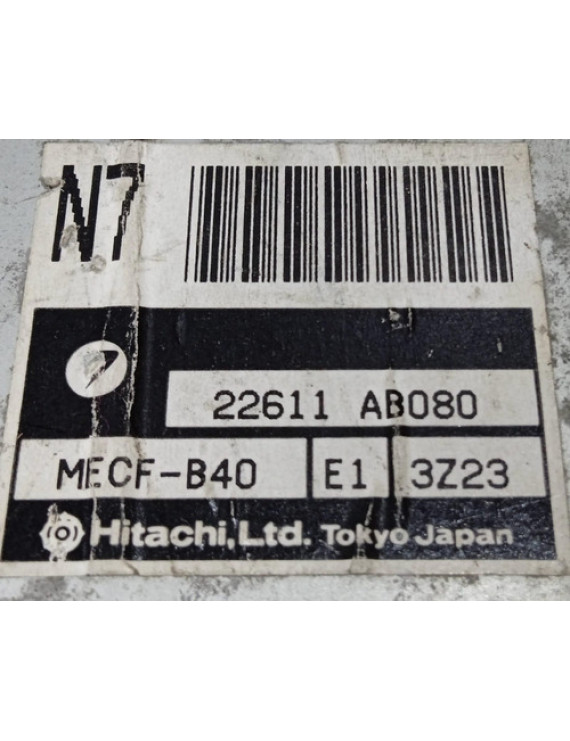 N7
22611 AB080
MECF-B40 E1 3Z23
Hitachi,Ltd. Tokyo Japan